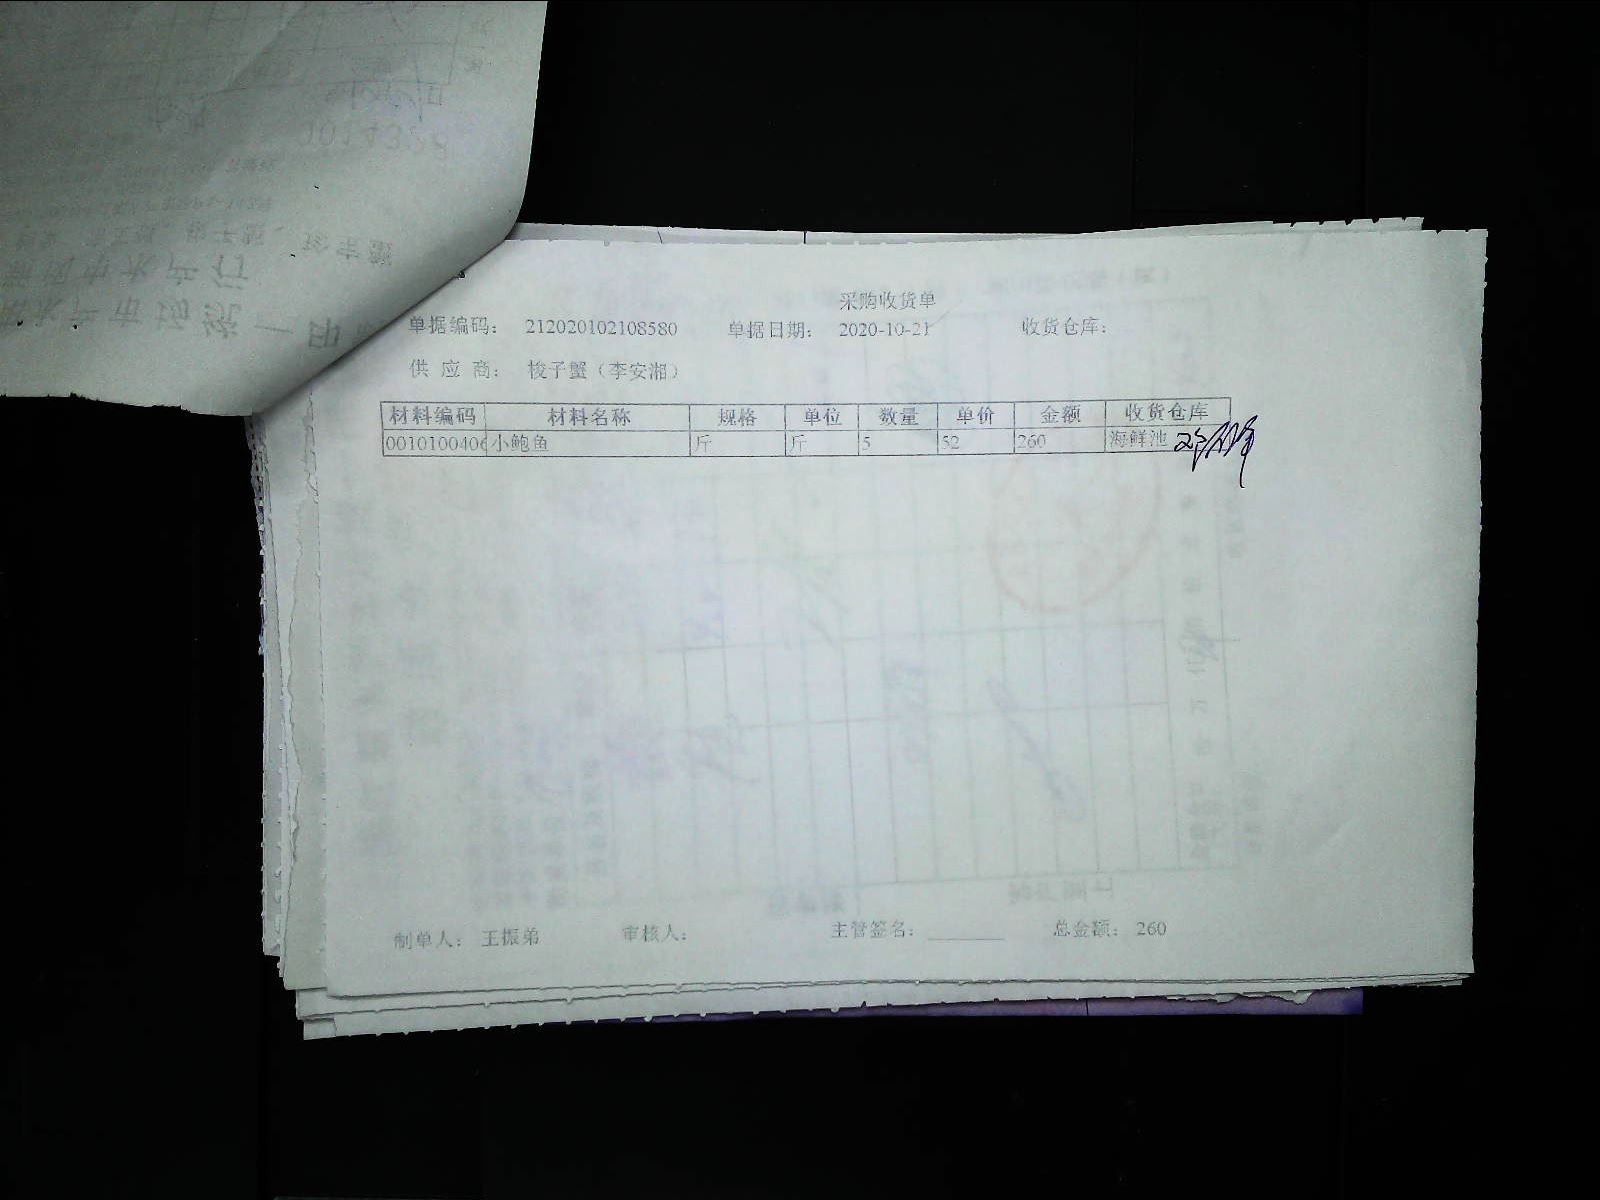 采购收货单
单据编码： 212020102108580 单据日期： 2020-10-21 收货仓库：
供 应 商： 梭子蟹（李安湘）
材料编码 材料名称 规格 单位 数量 单价 金额 收货仓库
0010100406 小鲍鱼 斤 斤 5 52 260 海鲜池
制单人： 王振弟 审核人： 主管签名： 总金额： 260